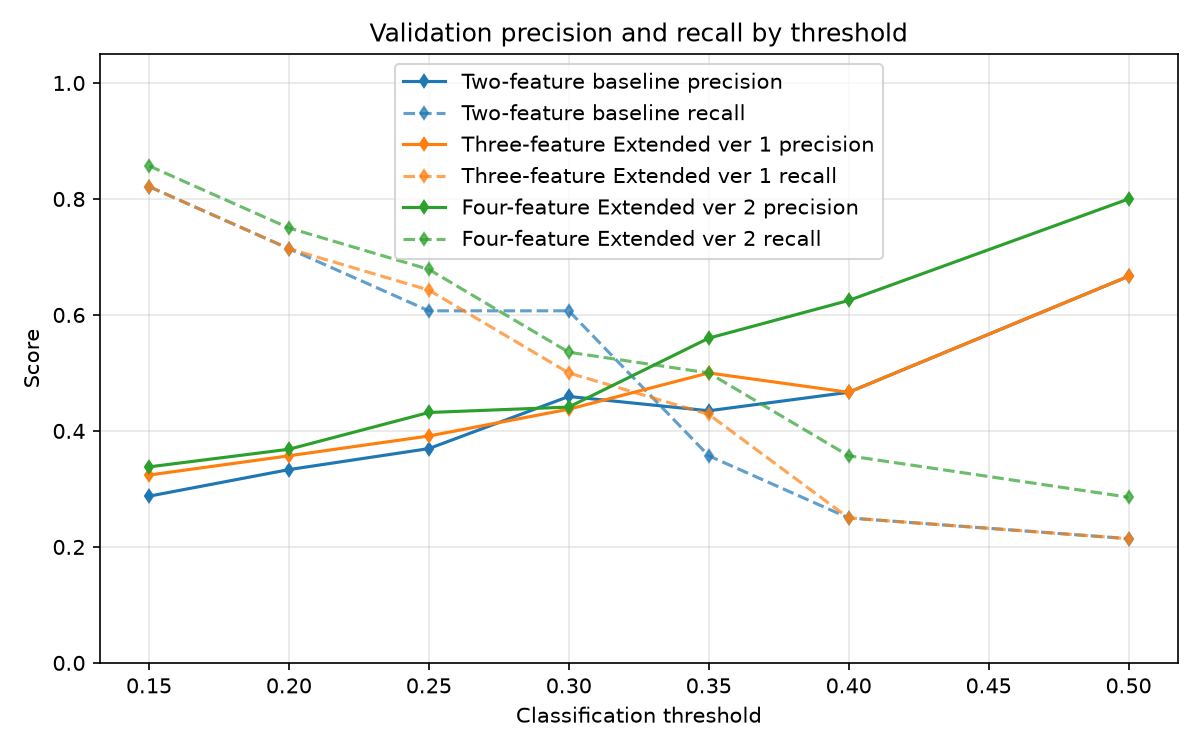 Validation precision and recall by threshold
Two-feature baseline precision
Two-feature baseline recall
Three-feature Extended ver 1 precision
Three-feature Extended ver 1 recall
Four-feature Extended ver 2 precision
Four-feature Extended ver 2 recall
1.0
0.8
0.6
0.4
0.2
0.0
Score
0.15 0.20 0.25 0.30 0.35 0.40 0.45 0.50
Classification threshold